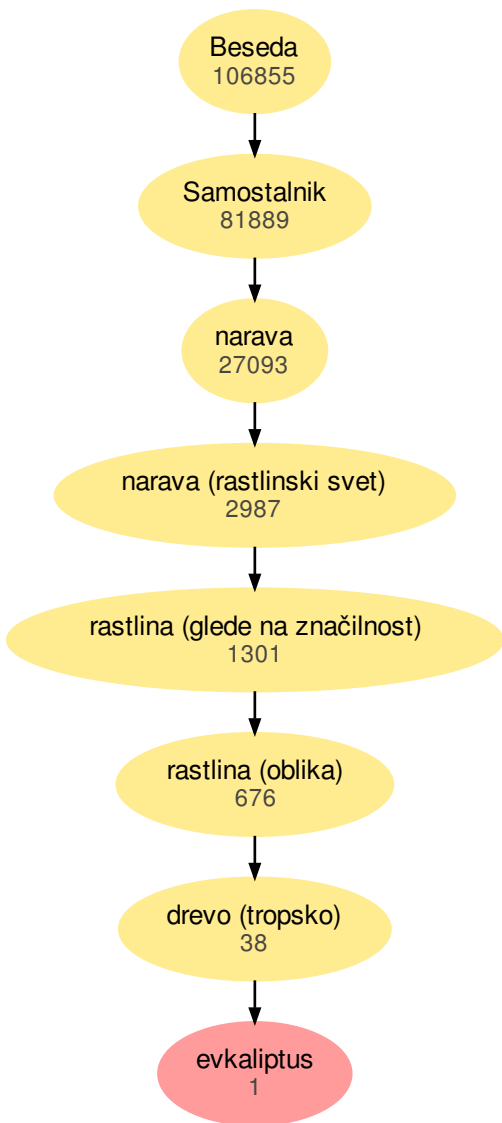 Beseda
106855
Samostalnik
81889
narava
27093
narava (rastlinski svet)
2987
rastlina (glede na značilnost)
1301
rastlina (oblika)
676
drevo (tropsko)
38
evkaliptus
1